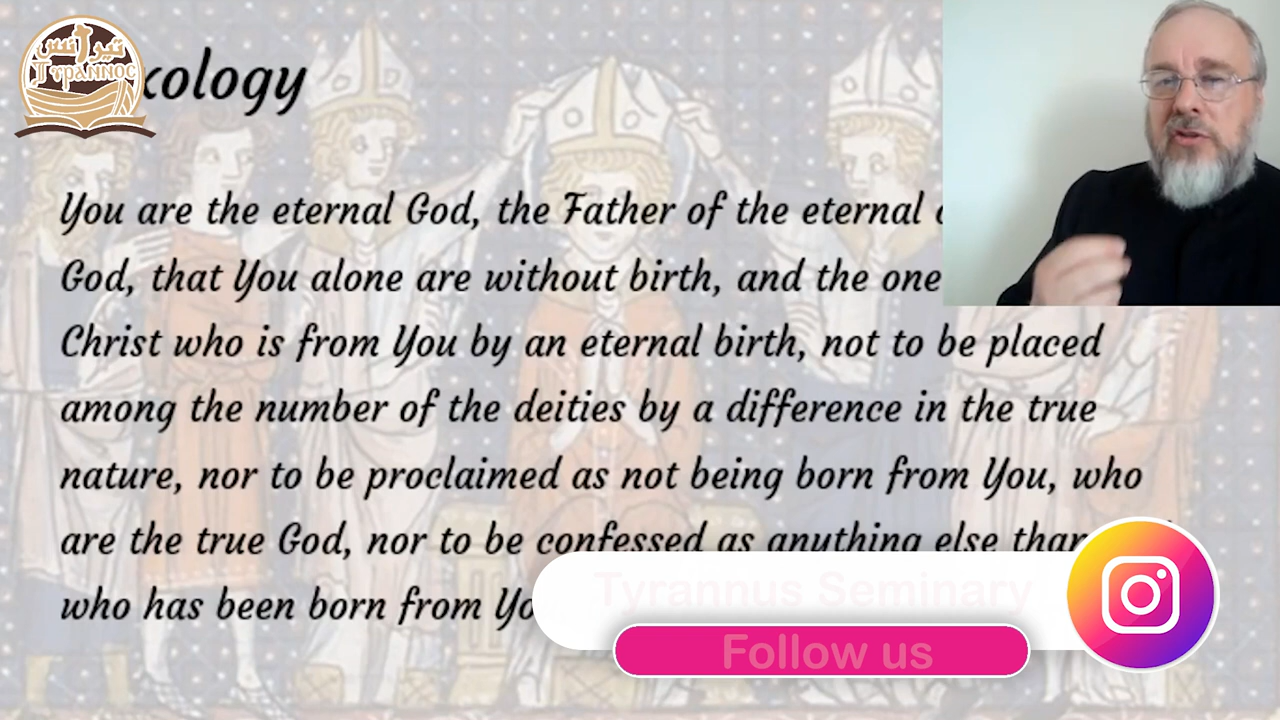 تيرانس
Τγραννος
xology
You are the eternal God, the Father of the eternal
God, that You alone are without birth, and the one
Christ who is from You by an eternal birth, not to be placed
among the number of the deities by a difference in the true
nature, nor to be proclaimed as not being born from You, who
are the true God, nor to be confessed as anything else than
who has been born from
Tyrannus Seminary
Follow us